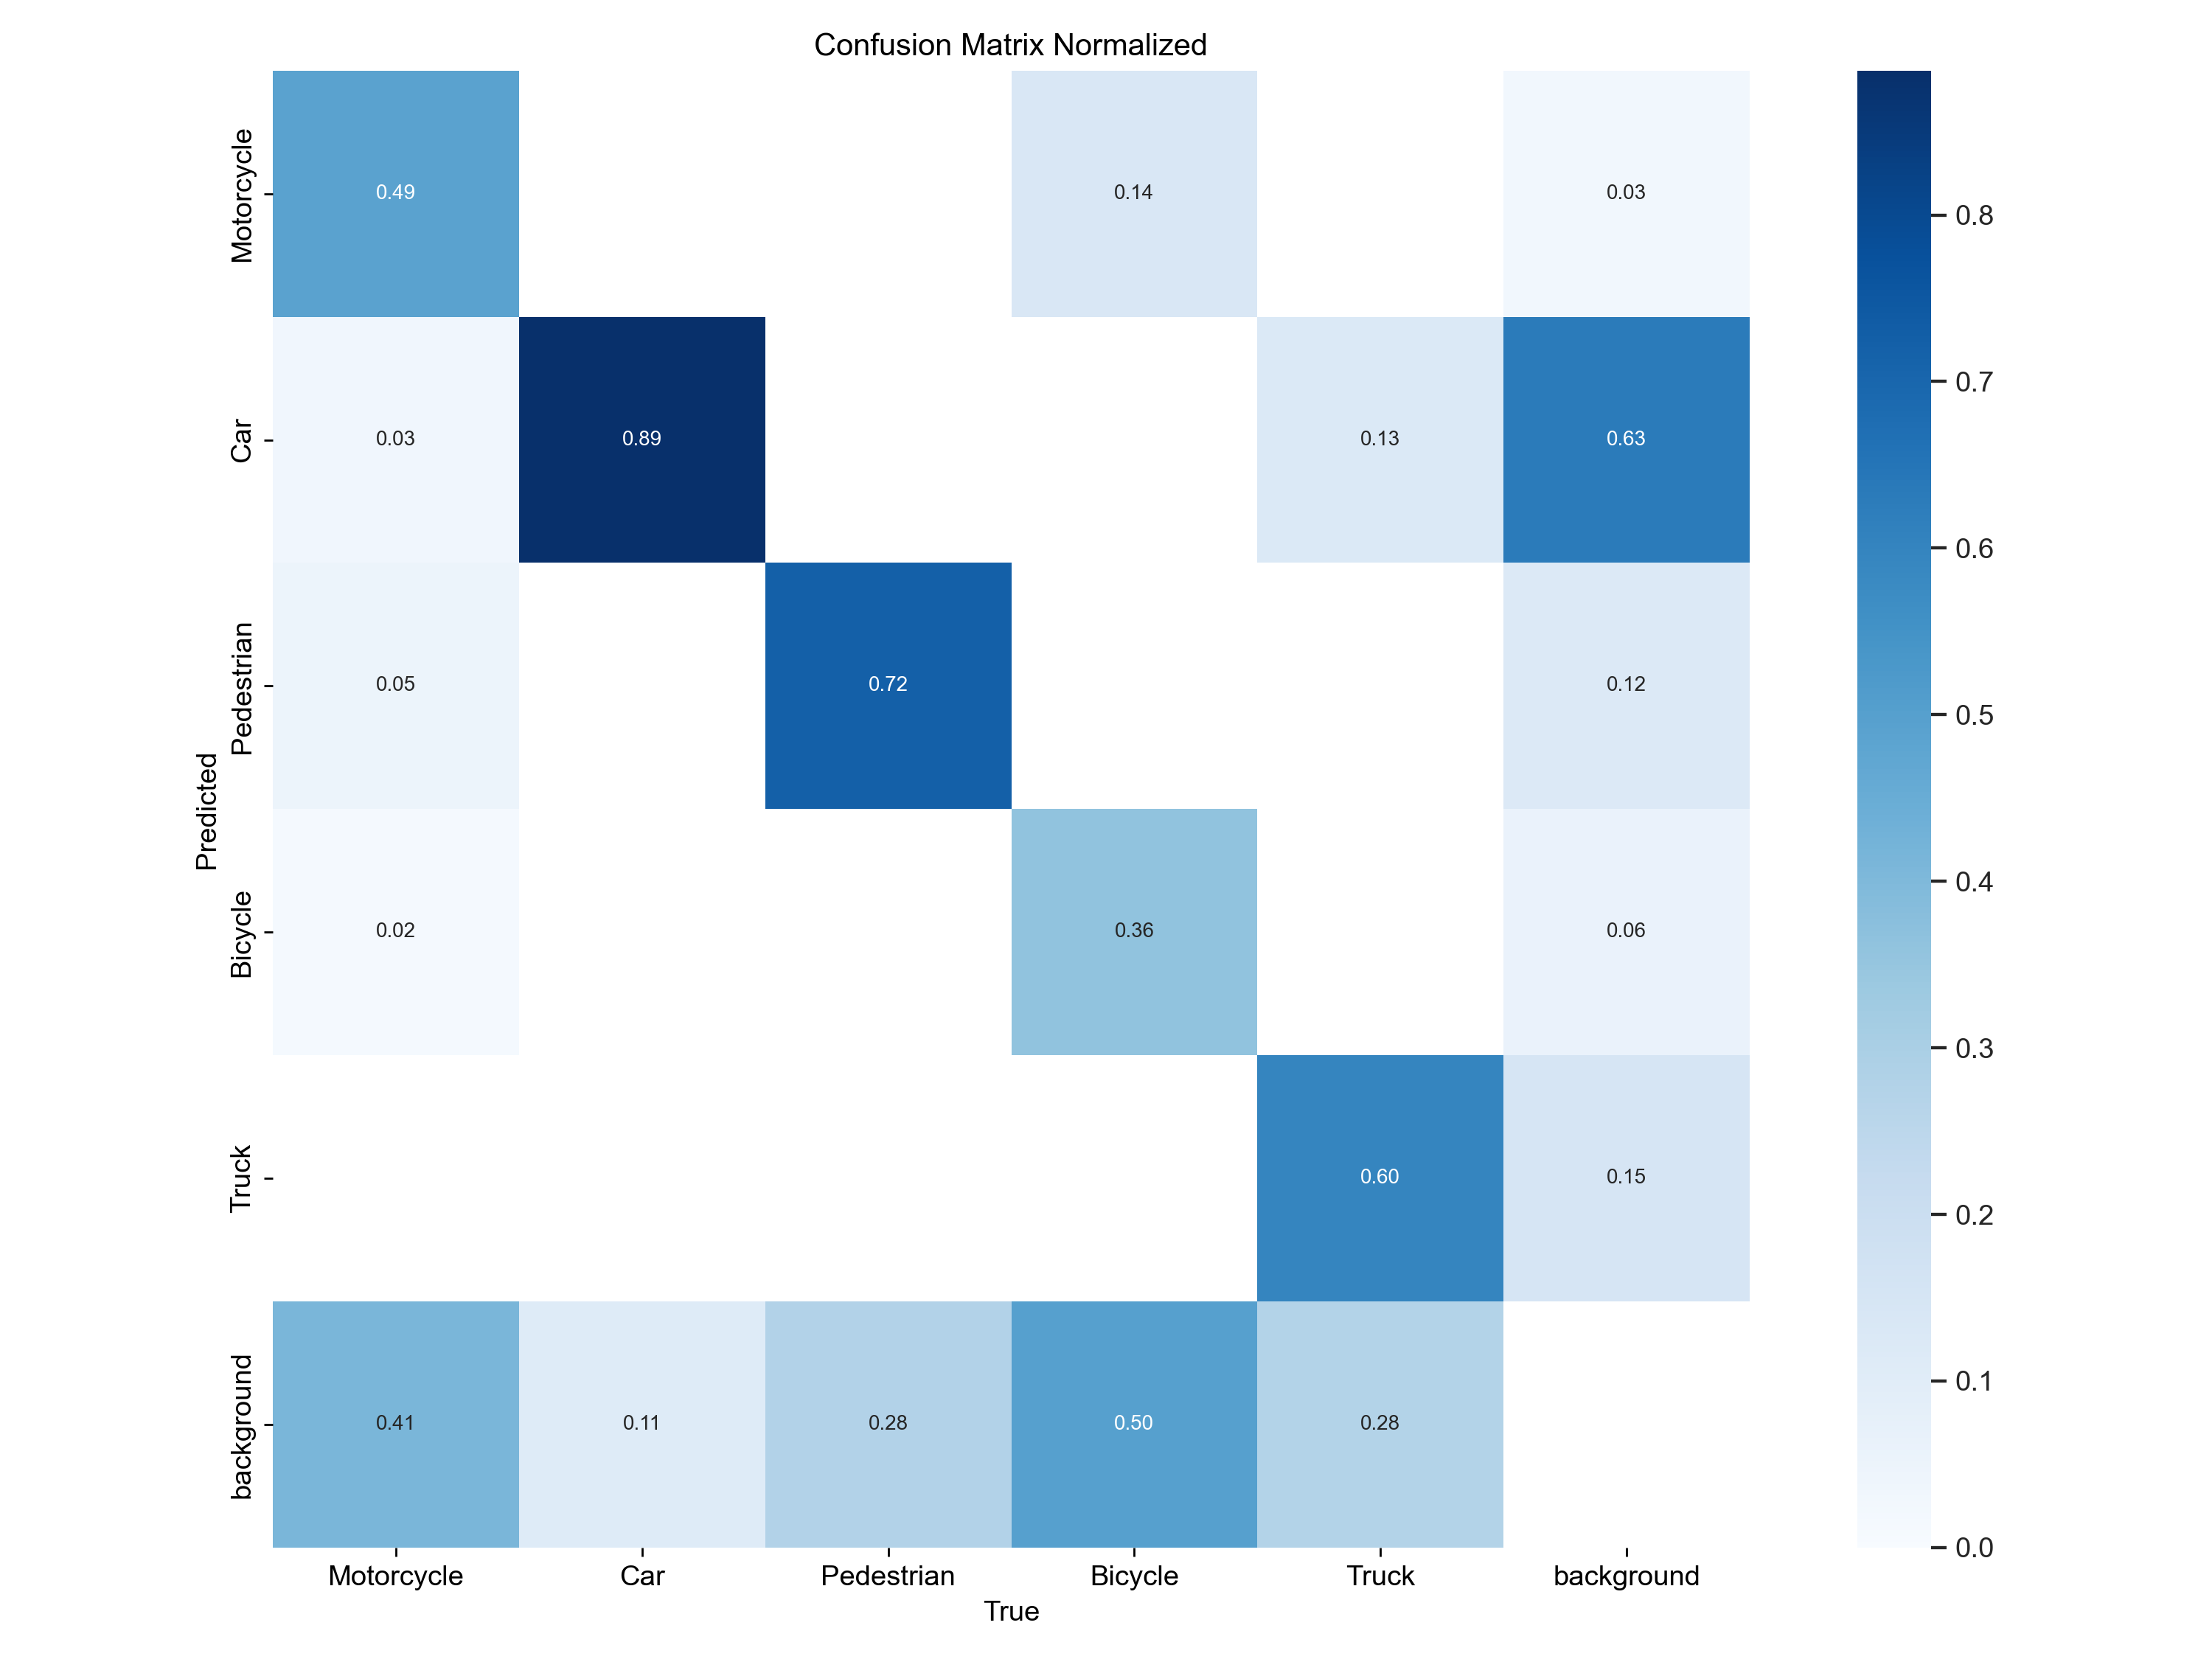 Confusion Matrix Normalized
Motorcycle
0.49
0.14
0.03
Car
0.03
0.89
0.13
0.63
Pedestrian
0.05
0.72
0.12
Bicycle
0.02
0.36
0.06
Truck
0.60
0.15
background
0.41
0.11
0.28
0.50
0.28
Predicted
Motorcycle
Car
Pedestrian
Bicycle
Truck
background
True
0.8
0.7
0.6
0.5
0.4
0.3
0.2
0.1
0.0